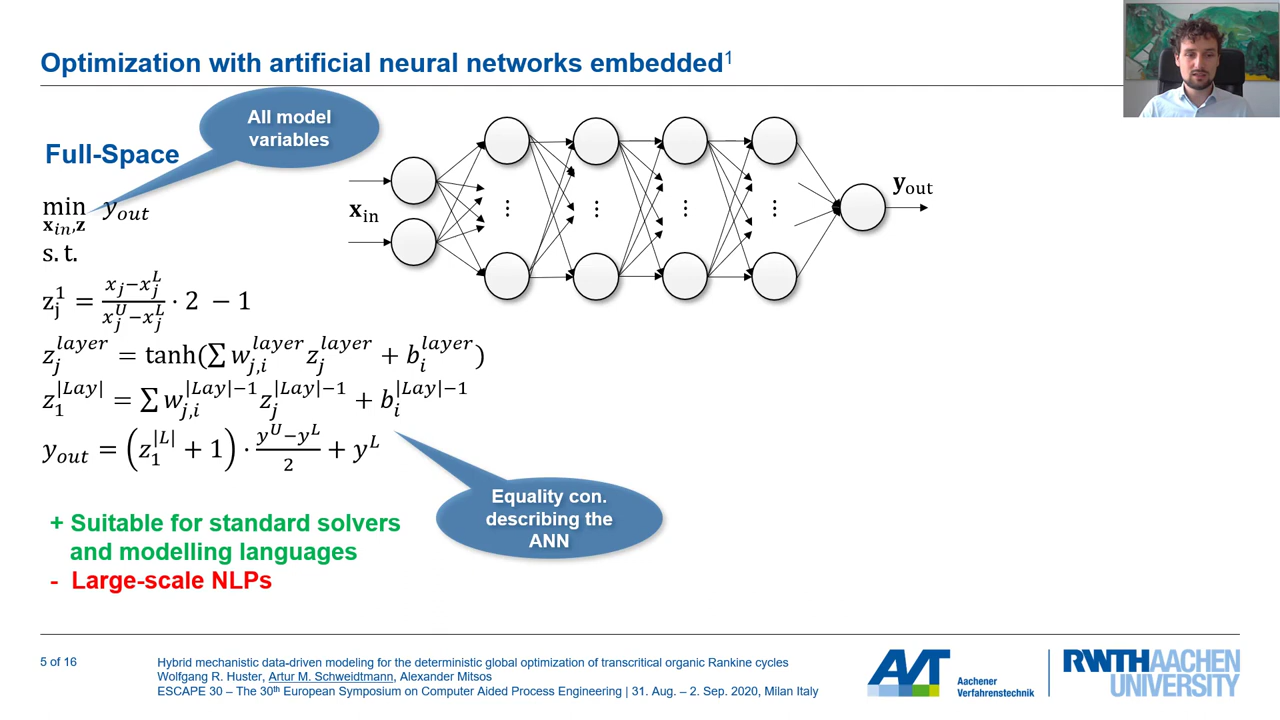 Optimization with artificial neural networks embedded¹
All model
variables
Full-Space
min y_out
x_in,z
s. t.
z_j^1 = (x_j−x_j^L)/(x_j^U−x_j^L) · 2 − 1
z_j^layer = tanh(∑ w_j,i^layer z_j^layer + b_i^layer)
z_1^|Lay| = ∑ w_j,i^|Lay|−1 z_j^|Lay|−1 + b_i^|Lay|−1
y_out = (z_1^|L| + 1) · (y^U−y^L)/2 + y^L
x_in
⋮ ⋮ ⋮ ⋮
y_out
Equality con.
describing the
ANN
+ Suitable for standard solvers
and modelling languages
- Large-scale NLPs
5 of 16
Hybrid mechanistic data-driven modeling for the deterministic global optimization of transcritical organic Rankine cycles
Wolfgang R. Huster, Artur M. Schweidtmann, Alexander Mitsos
ESCAPE 30 – The 30th European Symposium on Computer Aided Process Engineering | 31. Aug. – 2. Sep. 2020, Milan Italy
AVT
Aachener
Verfahrenstechnik
RWTH AACHEN
UNIVERSITY